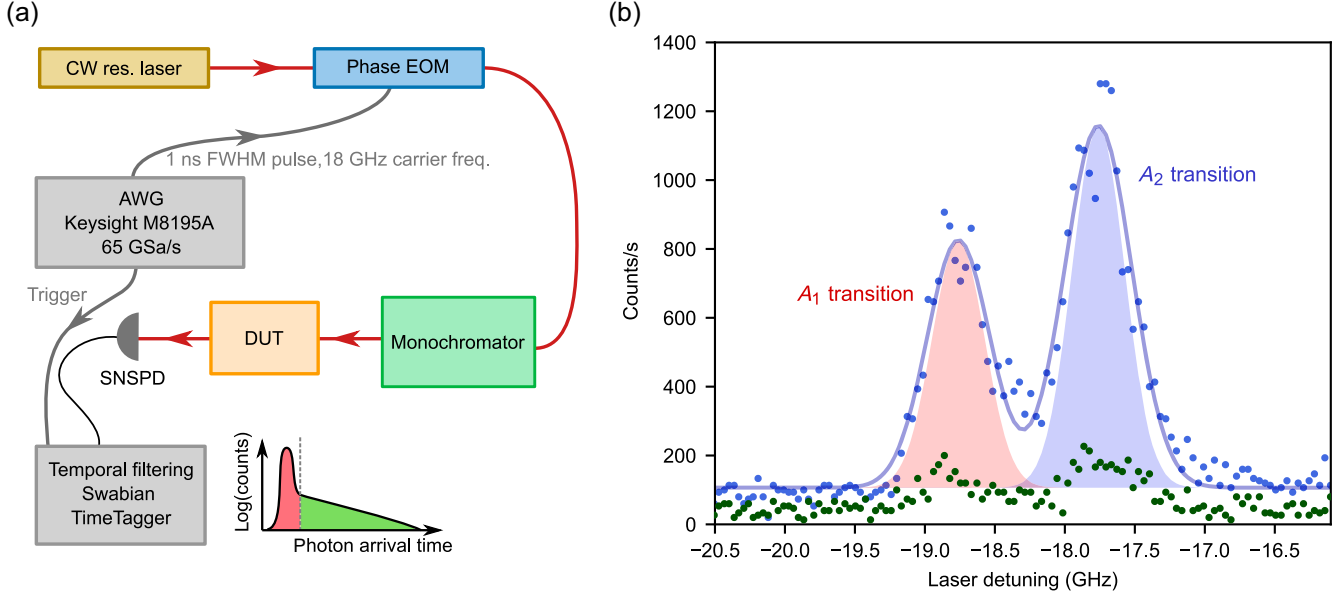 (a)
CW res. laser
Phase EOM
1 ns FWHM pulse,18 GHz carrier freq.
AWG
Keysight M8195A
65 GSa/s
Trigger
SNSPD
DUT
Monochromator
Temporal filtering
Swabian
TimeTagger
Log(counts)
Photon arrival time
(b)
Counts/s
1400
1200
1000
800
600
400
200
0
A₁ transition
A₂ transition
−20.5 −20.0 −19.5 −19.0 −18.5 −18.0 −17.5 −17.0 −16.5
Laser detuning (GHz)